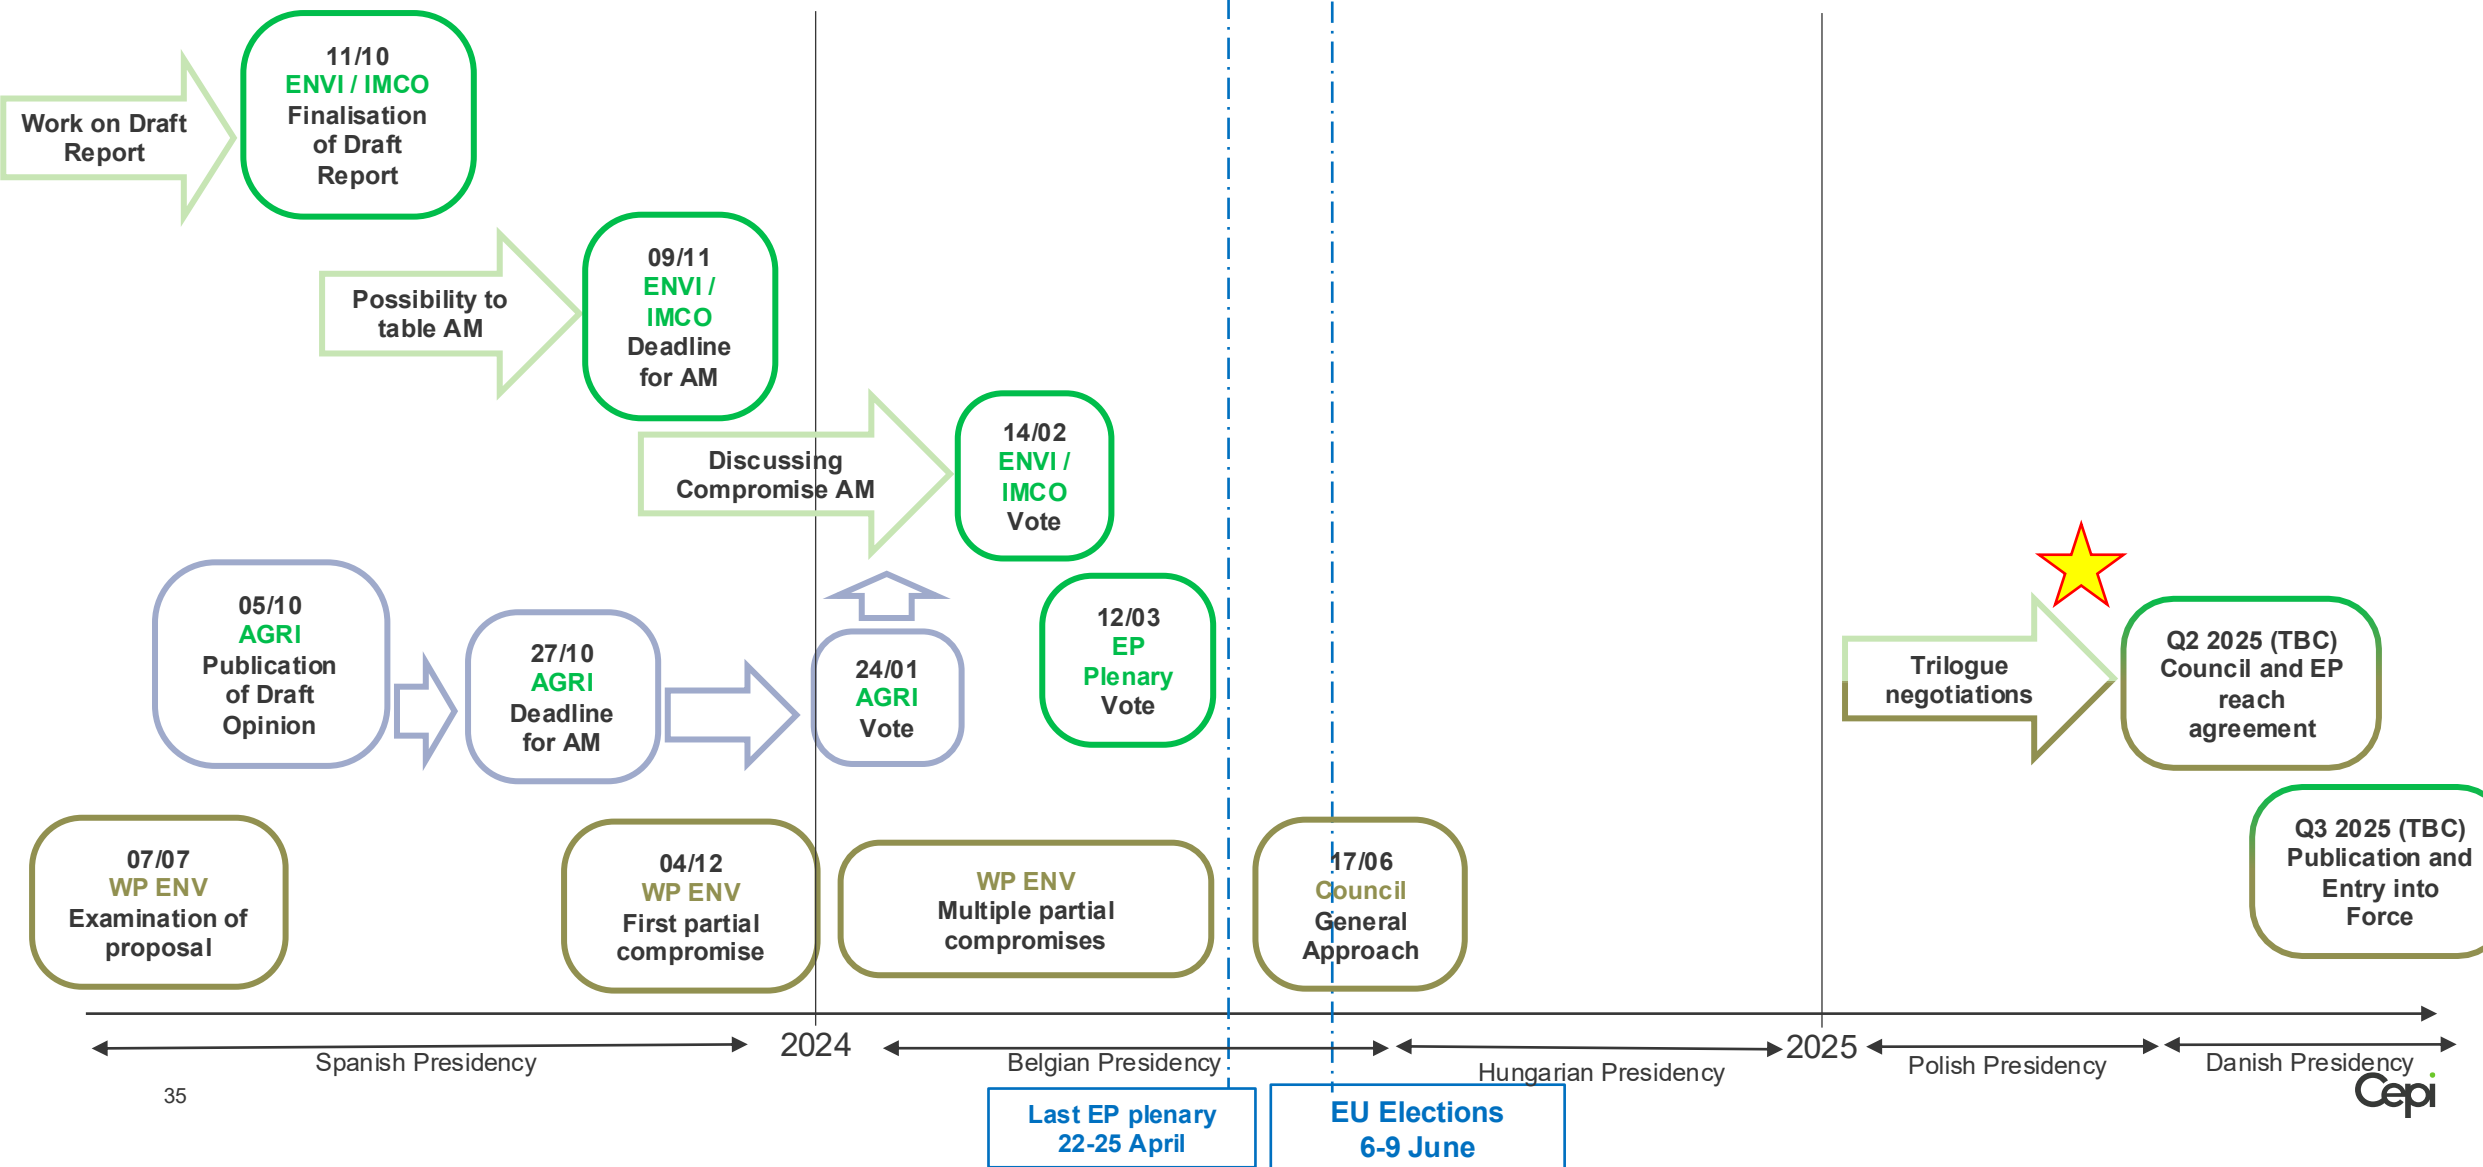 11/10
ENVI / IMCO
Finalisation
of Draft
Report
Work on Draft
Report
09/11
ENVI /
IMCO
Deadline
for AM
Possibility to
table AM
14/02
ENVI /
IMCO
Vote
Discussing
Compromise AM
05/10
AGRI
Publication
of Draft
Opinion
27/10
AGRI
Deadline
for AM
24/01
AGRI
Vote
12/03
EP
Plenary
Vote
Trilogue
negotiations
Q2 2025 (TBC)
Council and EP
reach
agreement
07/07
WP ENV
Examination of
proposal
04/12
WP ENV
First partial
compromise
WP ENV
Multiple partial
compromises
17/06
Council
General
Approach
Q3 2025 (TBC)
Publication and
Entry into
Force
Spanish Presidency
2024
Belgian Presidency
Hungarian Presidency
2025
Polish Presidency
Danish Presidency
35
Last EP plenary
22-25 April
EU Elections
6-9 June
Cepi